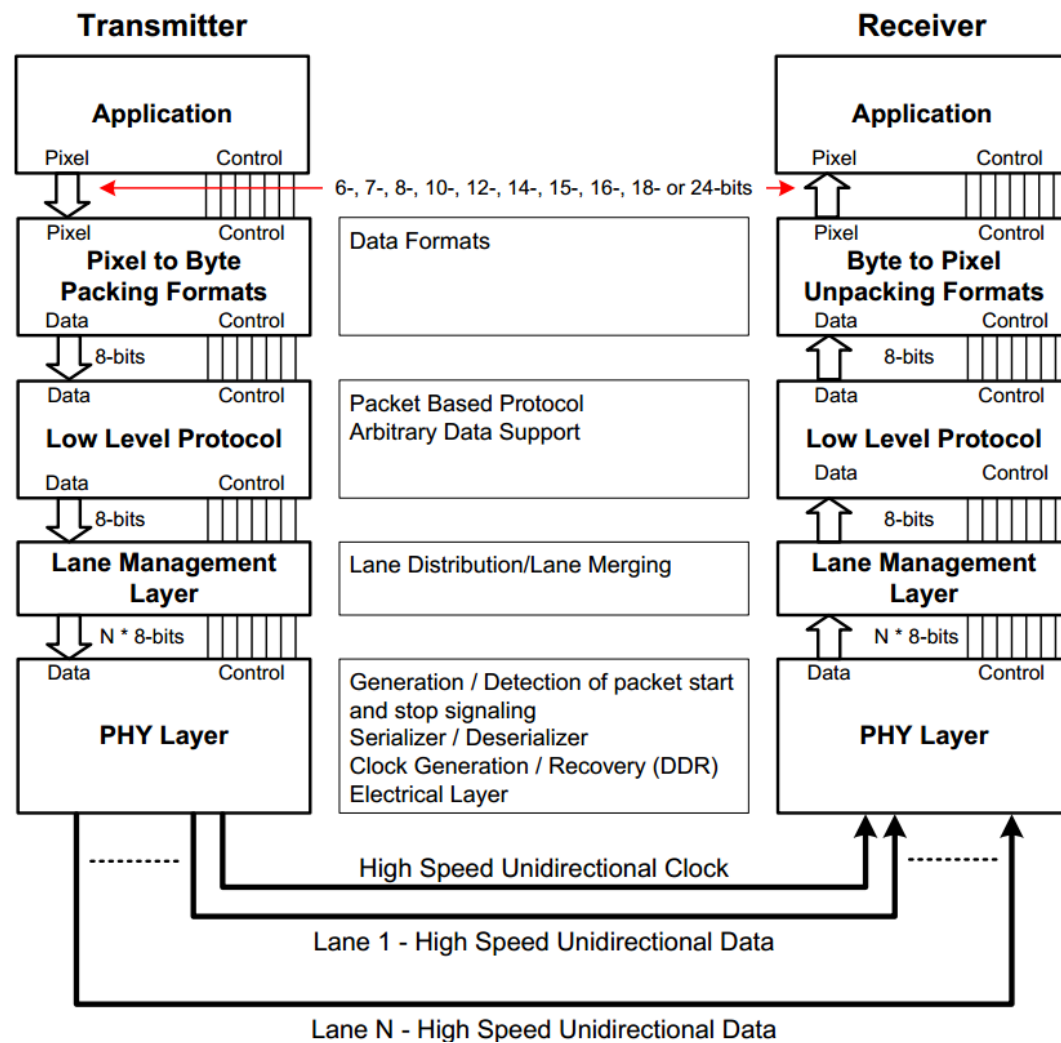 Transmitter
Receiver
Application
Pixel
Control
Application
Pixel
Control
6-, 7-, 8-, 10-, 12-, 14-, 15-, 16-, 18- or 24-bits
Pixel
Control
Pixel to Byte
Packing Formats
Data
Control
Data Formats
Pixel
Control
Byte to Pixel
Unpacking Formats
Data
Control
8-bits
8-bits
Data
Control
Low Level Protocol
Data
Control
Packet Based Protocol
Arbitrary Data Support
Data
Control
Low Level Protocol
Data
Control
8-bits
8-bits
Lane Management
Layer
Lane Distribution/Lane Merging
Lane Management
Layer
N * 8-bits
N * 8-bits
Data
Control
PHY Layer
Generation / Detection of packet start
and stop signaling
Serializer / Deserializer
Clock Generation / Recovery (DDR)
Electrical Layer
Data
Control
PHY Layer
High Speed Unidirectional Clock
Lane 1 - High Speed Unidirectional Data
Lane N - High Speed Unidirectional Data